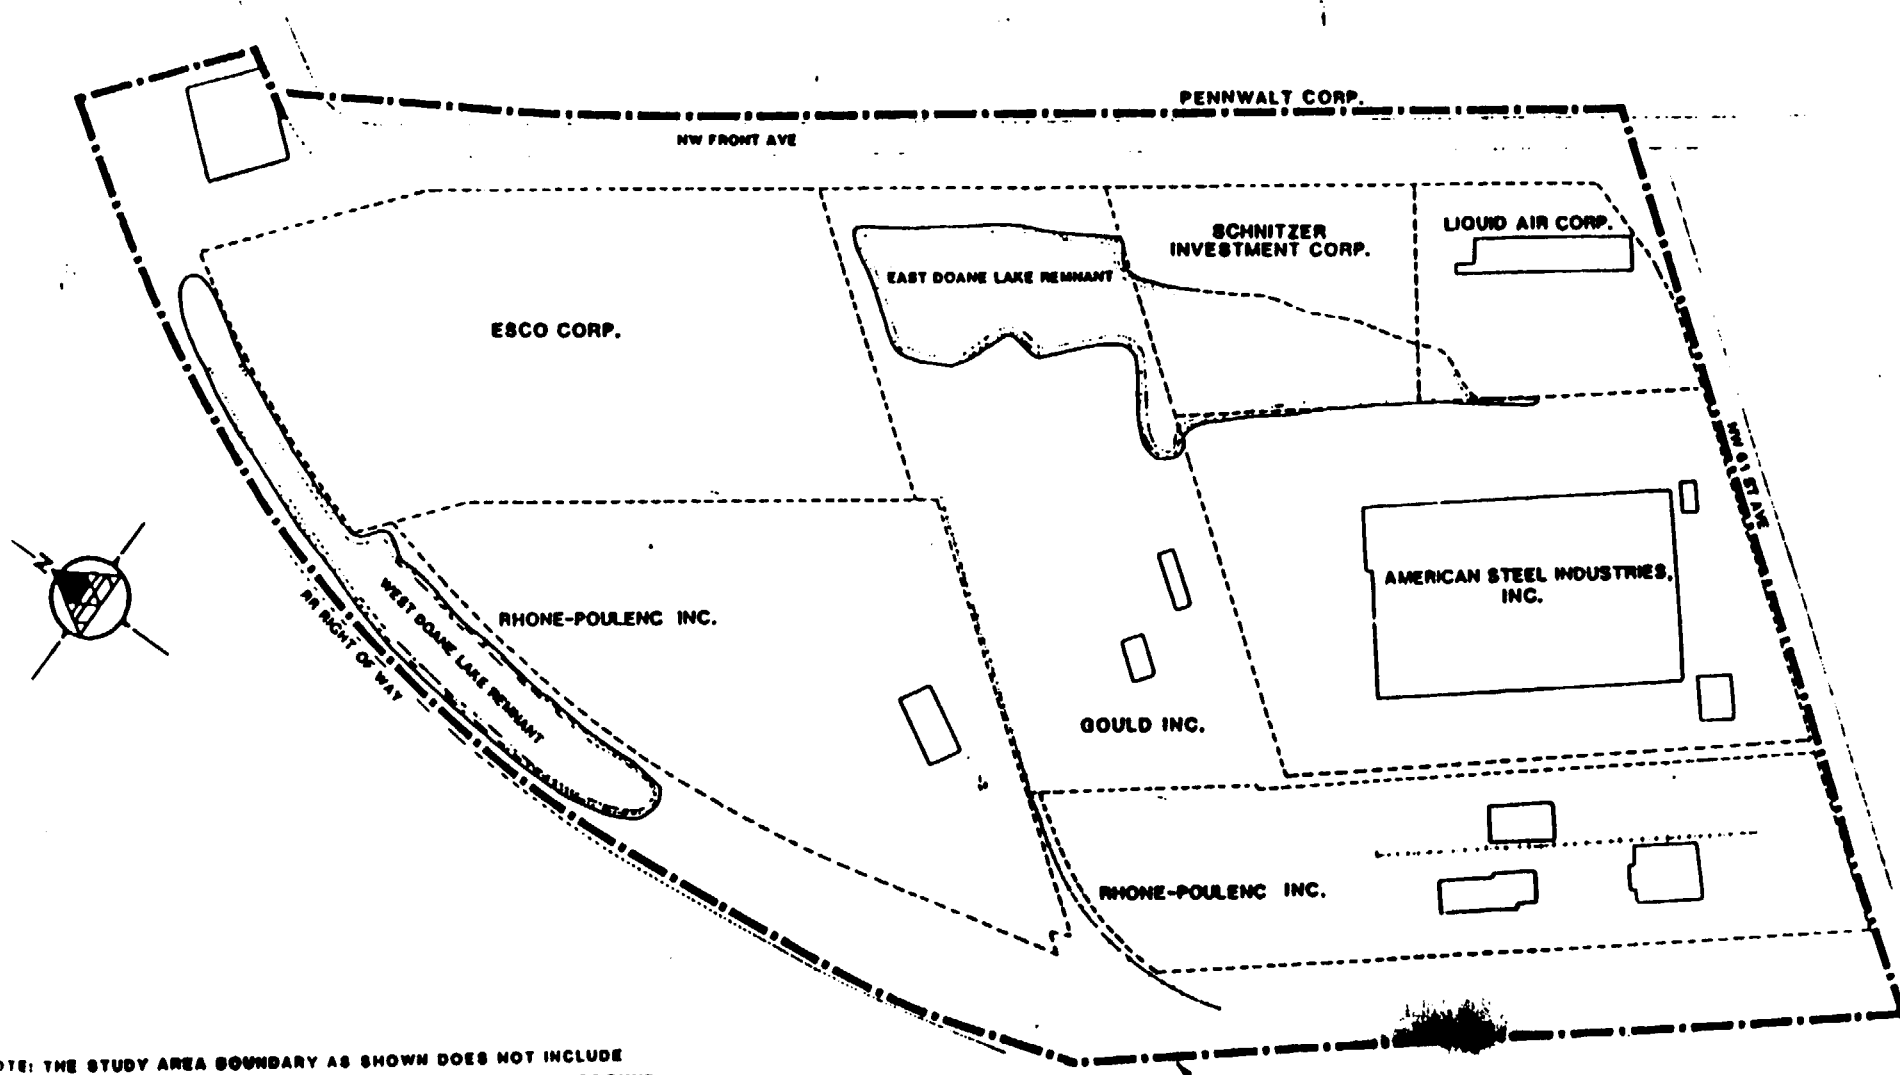 PENNWALT CORP.
NW FRONT AVE
SCHNITZER
INVESTMENT CORP.
LIQUID AIR CORP.
EAST DOANE LAKE REMNANT
ESCO CORP.
NW 61 ST AVE
N
AMERICAN STEEL INDUSTRIES,
INC.
WEST DOANE LAKE REMNANT
RHONE-POULENC INC.
RR RIGHT OF WAY
GOULD INC.
RHONE-POULENC INC.
OTE: THE STUDY AREA BOUNDARY AS SHOWN DOES NOT INCLUDE